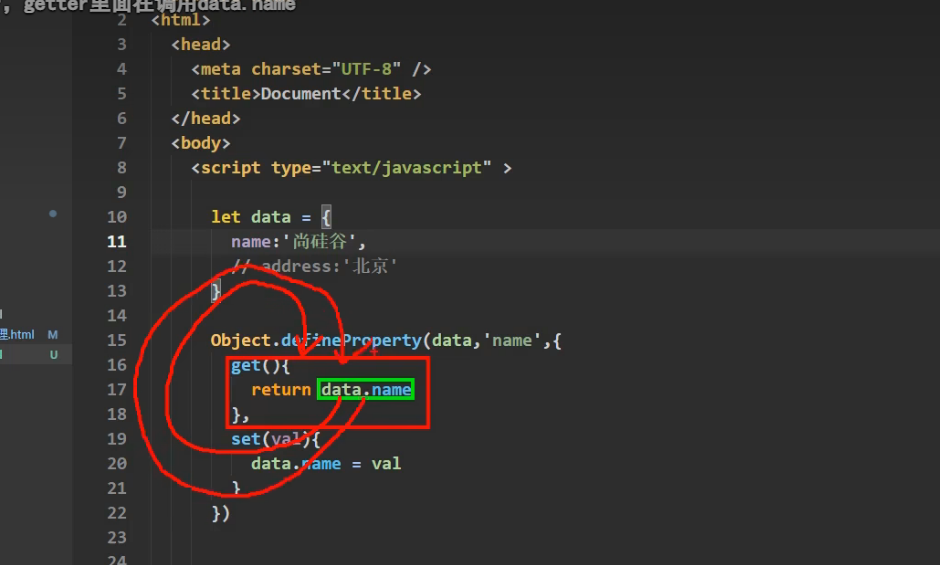 ，getter里面在调用data.name
2 <html>
3 <head>
4 <meta charset="UTF-8" />
5 <title>Document</title>
6 </head>
7 <body>
8 <script type="text/javascript" >
9
10 let data = {
11 name:'尚硅谷',
12 // address:'北京'
13 }
14
理.html M
15 Object.defineProperty(data,'name',{
U
16 get(){
17 return data.name
18 },
19 set(val){
20 data.name = val
21 }
22 })
23
24